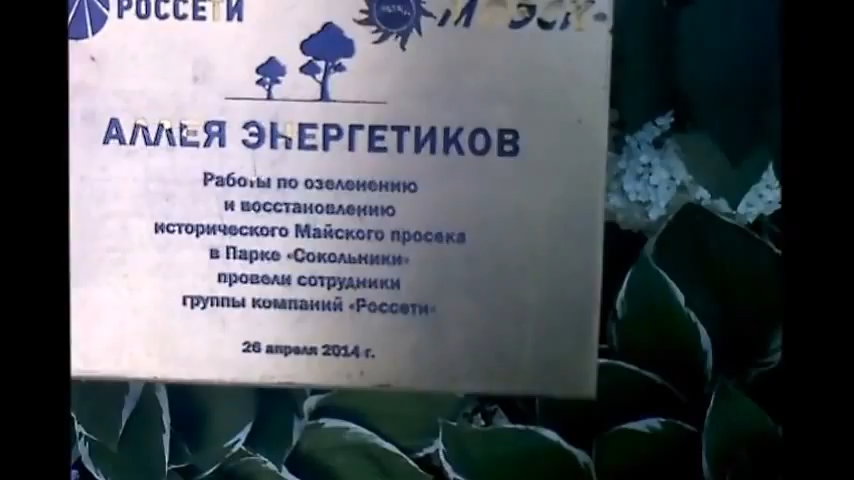 РОССЕТИ МОЭСК
АЛЛЕЯ ЭНЕРГЕТИКОВ
Работы по озеленению
и восстановлению
исторического Майского просека
в Парке «Сокольники»
провели сотрудники
группы компаний «Россети»
26 апреля 2014 г.